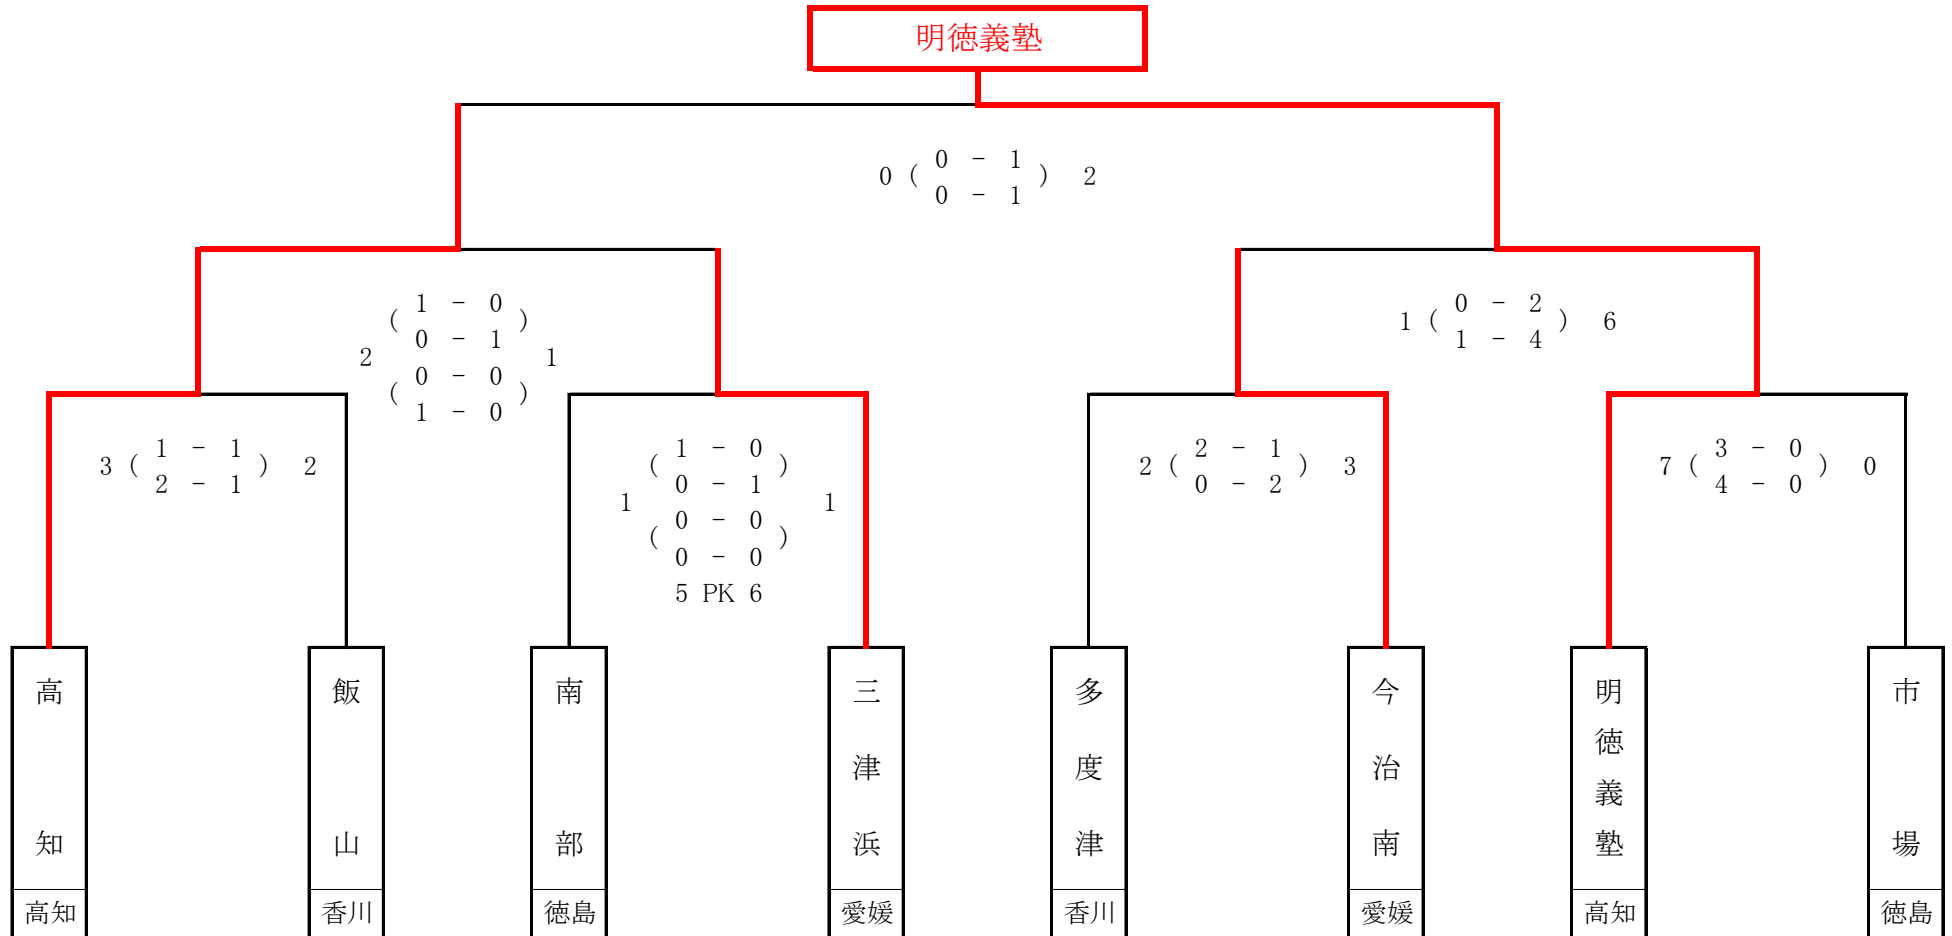 明徳義塾
0 ( 0 - 1 ) 2
0 - 1
2 ( 1 - 0 ) 1
0 - 1
( 0 - 0 )
1 - 0
1 ( 0 - 2 ) 6
1 - 4
3 ( 1 - 1 ) 2
2 - 1
1 ( 1 - 0 ) 1
0 - 1
( 0 - 0 )
0 - 0
5 PK 6
2 ( 2 - 1 ) 3
0 - 2
7 ( 3 - 0 ) 0
4 - 0
高知
飯山
南部
三津浜
多度津
今治南
明徳義塾
市場
高知
香川
徳島
愛媛
香川
愛媛
高知
徳島